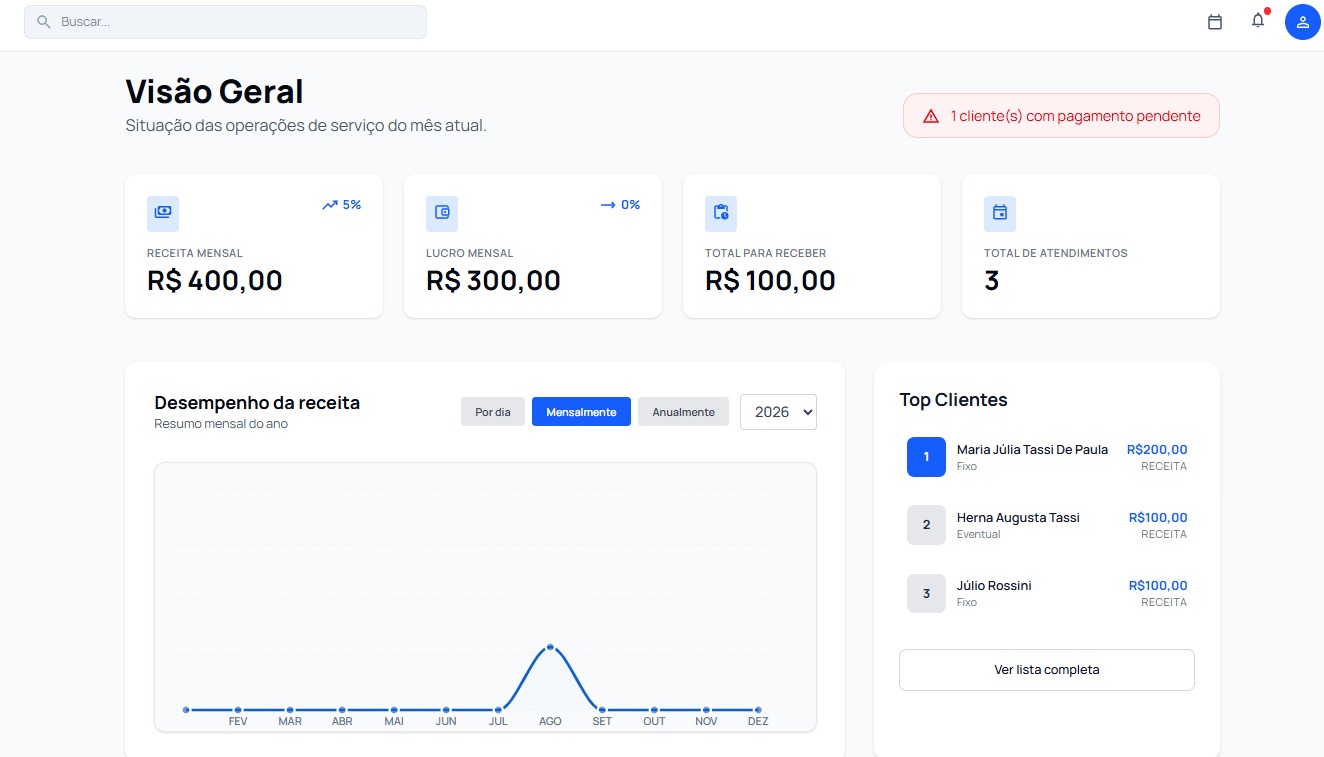 Buscar...
Visão Geral
Situação das operações de serviço do mês atual.
1 cliente(s) com pagamento pendente
5%
RECEITA MENSAL
R$ 400,00
0%
LUCRO MENSAL
R$ 300,00
TOTAL PARA RECEBER
R$ 100,00
TOTAL DE ATENDIMENTOS
3
Desempenho da receita
Resumo mensal do ano
Por dia
Mensalmente
Anualmente
2026
FEV MAR ABR MAI JUN JUL AGO SET OUT NOV DEZ
Top Clientes
1
Maria Júlia Tassi De Paula R$200,00
Fixo RECEITA
2
Herna Augusta Tassi R$100,00
Eventual RECEITA
3
Júlio Rossini R$100,00
Fixo RECEITA
Ver lista completa